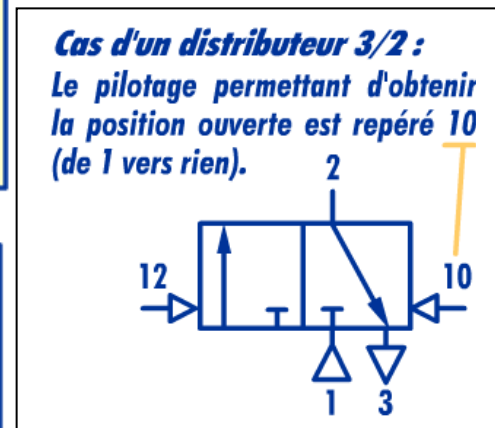 Cas d'un distributeur 3/2 :
Le pilotage permettant d'obtenir
la position ouverte est repéré 10
(de 1 vers rien).
2
12
10
1
3